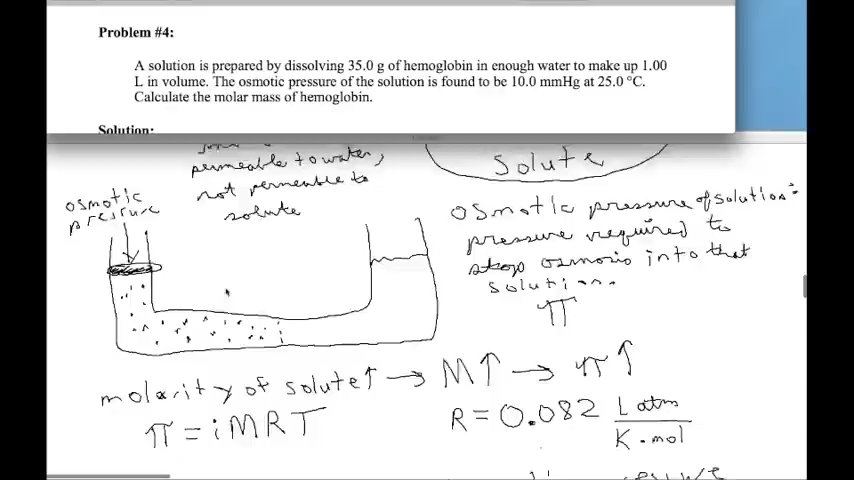 Problem #4:
A solution is prepared by dissolving 35.0 g of hemoglobin in enough water to make up 1.00
L in volume. The osmotic pressure of the solution is found to be 10.0 mmHg at 25.0 °C.
Calculate the molar mass of hemoglobin.
Solution:
permeable to water,
not permeable to
solute
solute
osmotic
pressure
osmotic pressure of solution:
pressure required to
stop osmosis into that
solution.
π
molarity of solute↑ → M↑ → π↑
π = iMRT
R = 0.082 L atm / K·mol